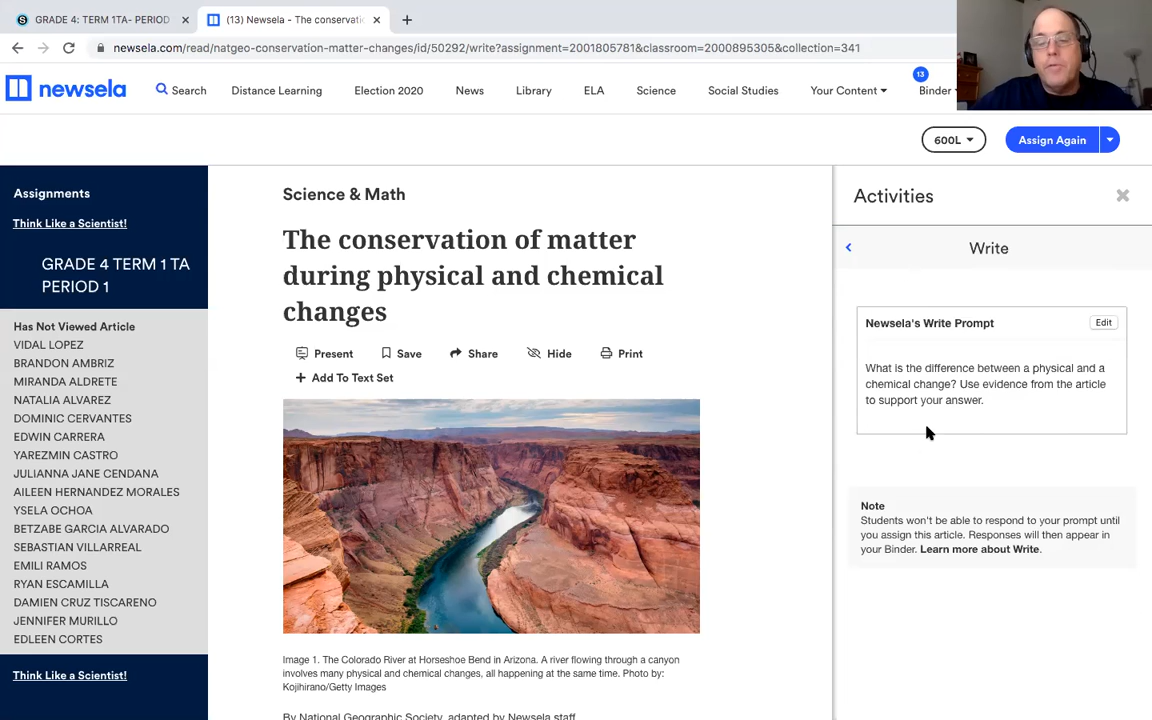 GRADE 4: TERM 1TA- PERIOD
(13) Newsela - The conservati
newsela.com/read/natgeo-conservation-matter-changes/id/50292/write?assignment=2001805781&classroom=2000895305&collection=341
newsela
Search
Distance Learning
Election 2020
News
Library
ELA
Science
Social Studies
Your Content
Binder
13
600L
Assign Again
Assignments
Think Like a Scientist!
GRADE 4 TERM 1 TA
PERIOD 1
Has Not Viewed Article
VIDAL LOPEZ
BRANDON AMBRIZ
MIRANDA ALDRETE
NATALIA ALVAREZ
DOMINIC CERVANTES
EDWIN CARRERA
YAREZMIN CASTRO
JULIANNA JANE CENDANA
AILEEN HERNANDEZ MORALES
YSELA OCHOA
BETZABE GARCIA ALVARADO
SEBASTIAN VILLARREAL
EMILI RAMOS
RYAN ESCAMILLA
DAMIEN CRUZ TISCARENO
JENNIFER MURILLO
EDLEEN CORTES
Think Like a Scientist!
Science & Math
The conservation of matter
during physical and chemical
changes
Present
Save
Share
Hide
Print
Add To Text Set
Image 1. The Colorado River at Horseshoe Bend in Arizona. A river flowing through a canyon
involves many physical and chemical changes, all happening at the same time. Photo by:
Kojihirano/Getty Images
By National Geographic Society, adapted by Newsela staff
Activities
Write
Newsela's Write Prompt
Edit
What is the difference between a physical and a
chemical change? Use evidence from the article
to support your answer.
Note
Students won't be able to respond to your prompt until
you assign this article. Responses will then appear in
your Binder. Learn more about Write.